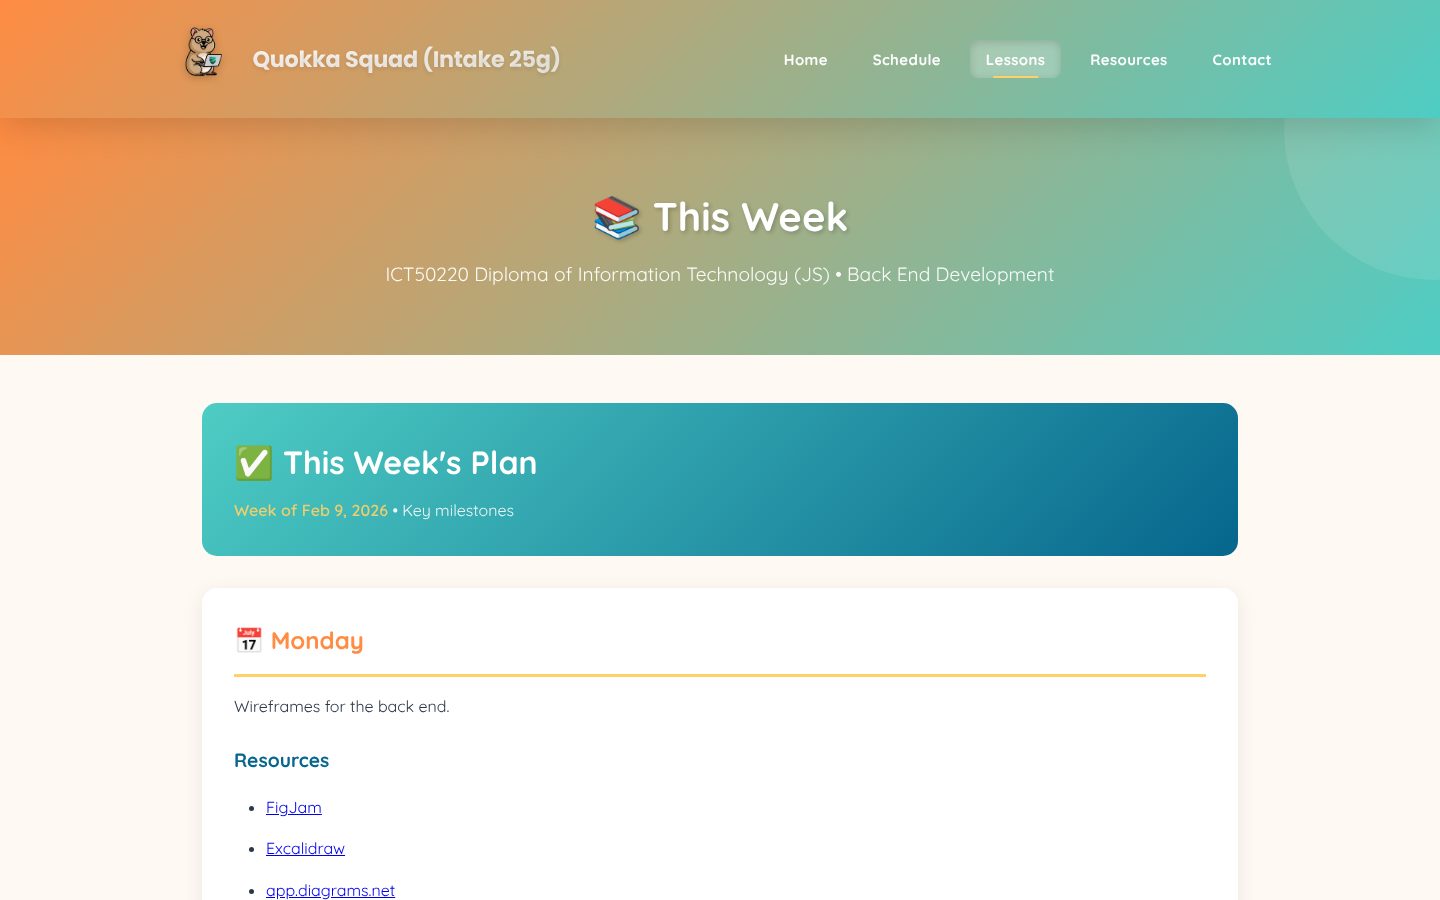 Quokka Squad (Intake 25g)
Home Schedule Lessons Resources Contact
📚 This Week
ICT50220 Diploma of Information Technology (JS) • Back End Development
✅ This Week's Plan
Week of Feb 9, 2026 • Key milestones
📅 Monday
Wireframes for the back end.
Resources
• FigJam
• Excalidraw
• app.diagrams.net